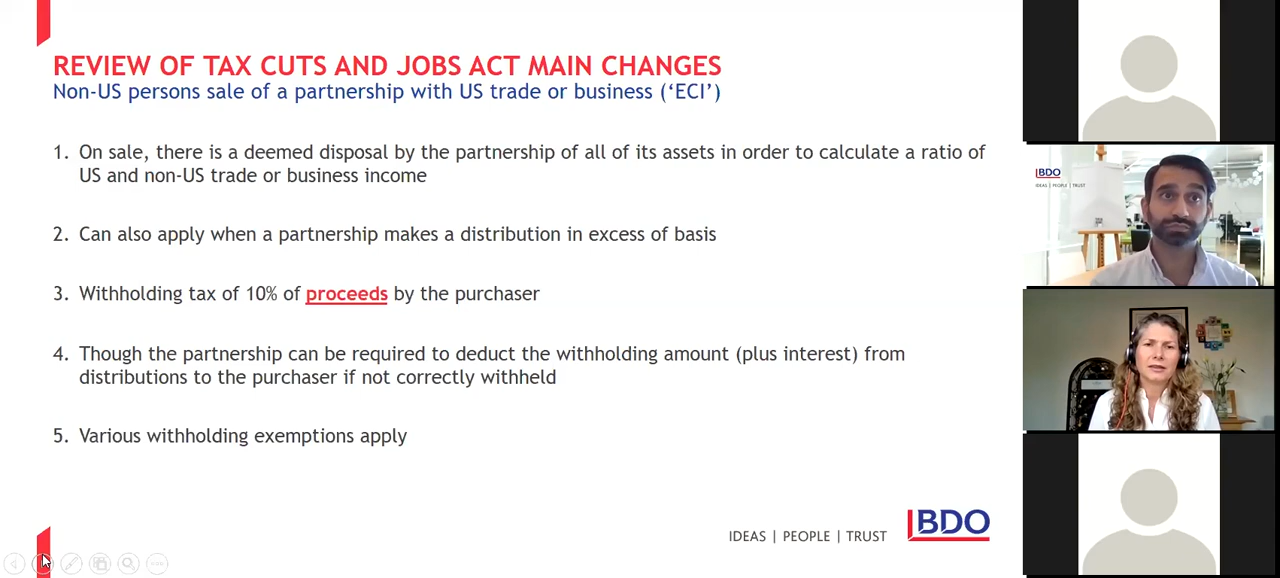 REVIEW OF TAX CUTS AND JOBS ACT MAIN CHANGES
Non-US persons sale of a partnership with US trade or business (‘ECI’)
1. On sale, there is a deemed disposal by the partnership of all of its assets in order to calculate a ratio of
US and non-US trade or business income
2. Can also apply when a partnership makes a distribution in excess of basis
3. Withholding tax of 10% of proceeds by the purchaser
4. Though the partnership can be required to deduct the withholding amount (plus interest) from
distributions to the purchaser if not correctly withheld
5. Various withholding exemptions apply
IDEAS | PEOPLE | TRUST
BDO
BDO
IDEAS | PEOPLE | TRUST